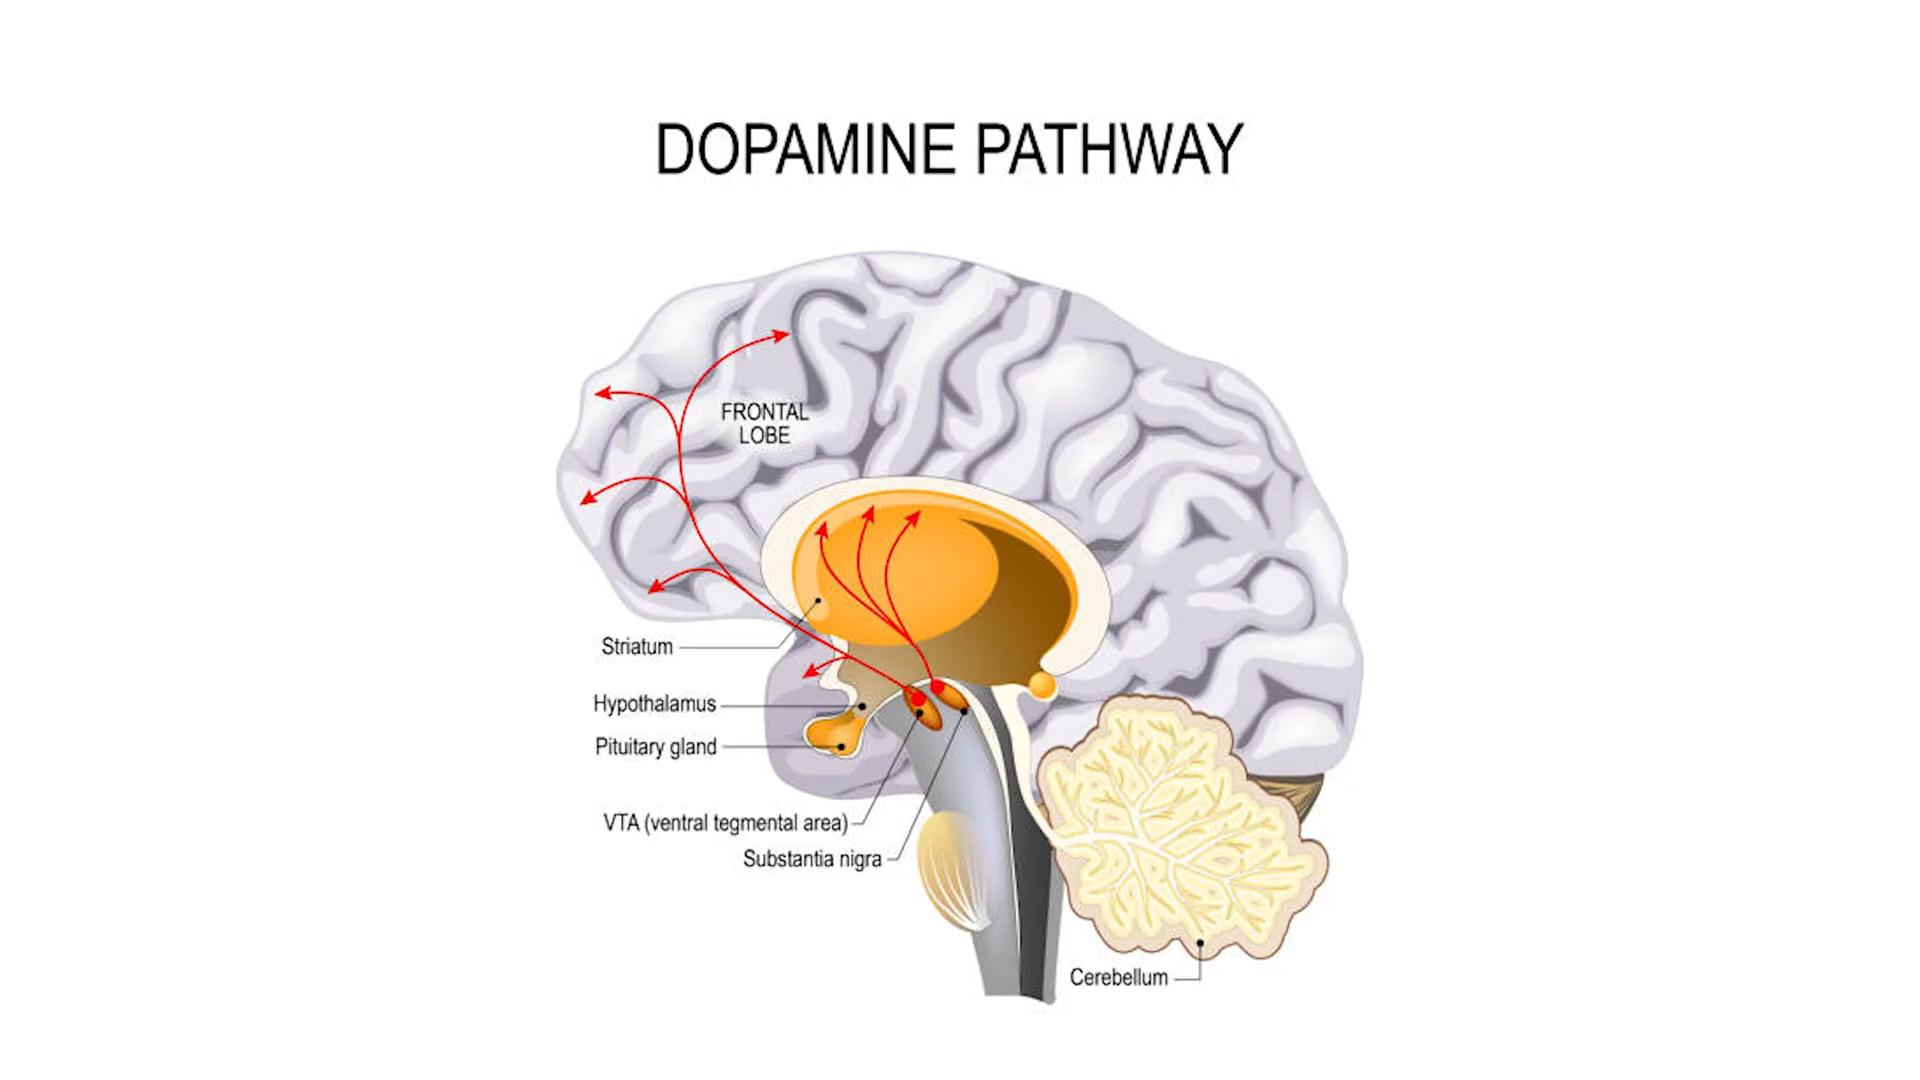 DOPAMINE PATHWAY
FRONTAL
LOBE
Striatum
Hypothalamus
Pituitary gland
VTA (ventral tegmental area)
Substantia nigra
Cerebellum